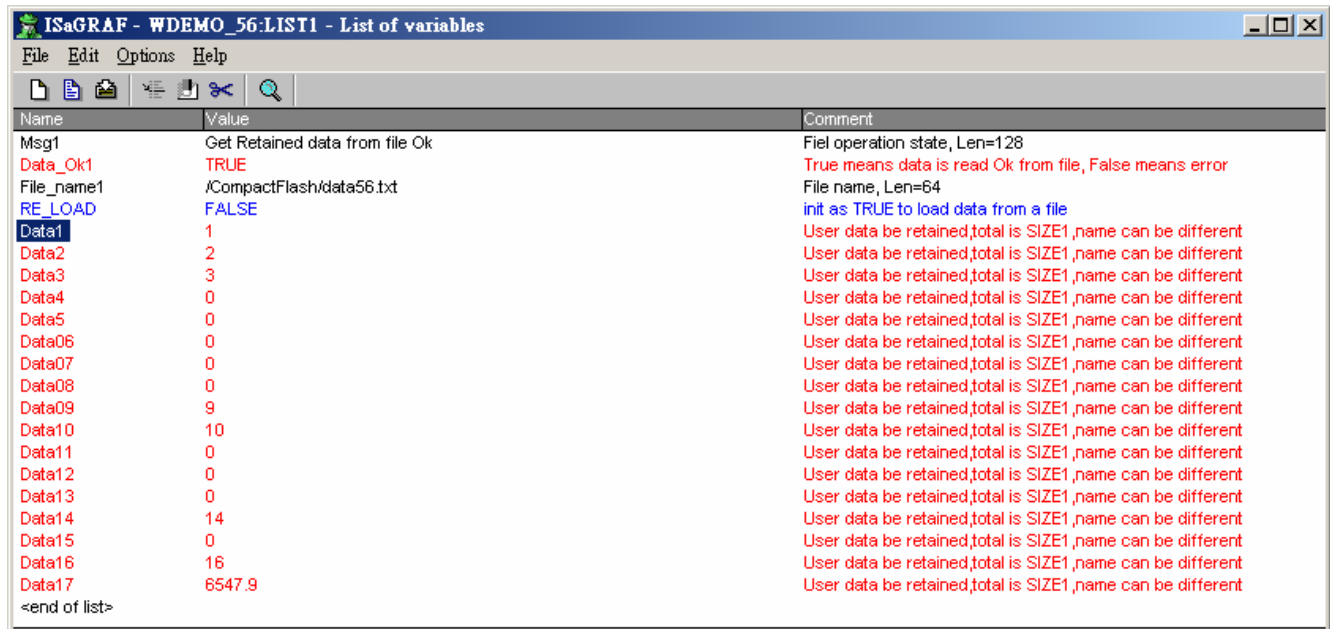 ISaGRAF - WDEMO_56:LIST1 - List of variables
File Edit Options Help
Name Value Comment
Msg1 Get Retained data from file Ok Fiel operation state, Len=128
Data_Ok1 TRUE True means data is read Ok from file, False means error
File_name1 /CompactFlash/data56.txt File name, Len=64
RE_LOAD FALSE init as TRUE to load data from a file
Data1 1 User data be retained,total is SIZE1,name can be different
Data2 2 User data be retained,total is SIZE1,name can be different
Data3 3 User data be retained,total is SIZE1,name can be different
Data4 0 User data be retained,total is SIZE1,name can be different
Data5 0 User data be retained,total is SIZE1,name can be different
Data06 0 User data be retained,total is SIZE1,name can be different
Data07 0 User data be retained,total is SIZE1,name can be different
Data08 0 User data be retained,total is SIZE1,name can be different
Data09 9 User data be retained,total is SIZE1,name can be different
Data10 10 User data be retained,total is SIZE1,name can be different
Data11 0 User data be retained,total is SIZE1,name can be different
Data12 0 User data be retained,total is SIZE1,name can be different
Data13 0 User data be retained,total is SIZE1,name can be different
Data14 14 User data be retained,total is SIZE1,name can be different
Data15 0 User data be retained,total is SIZE1,name can be different
Data16 16 User data be retained,total is SIZE1,name can be different
Data17 6547.9 User data be retained,total is SIZE1,name can be different
<end of list>